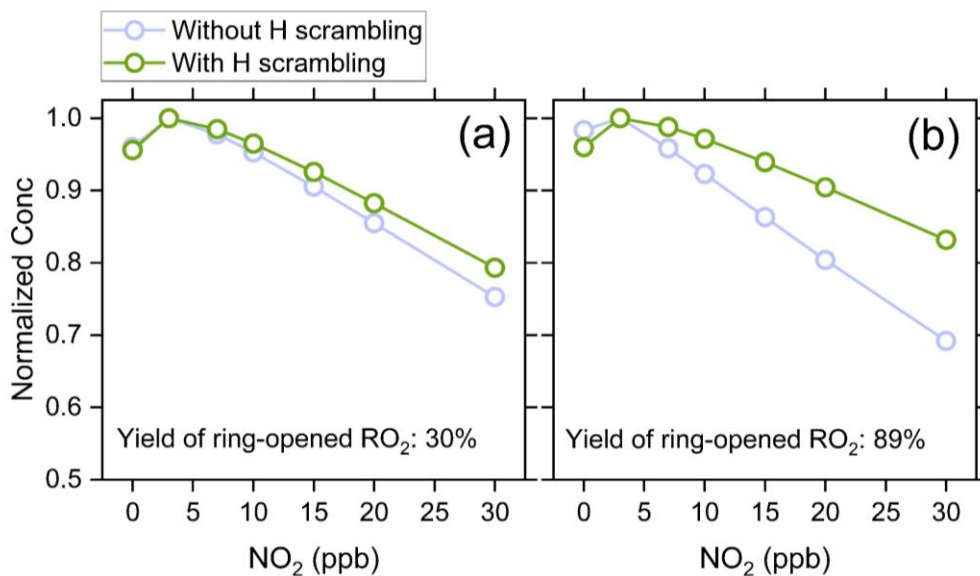 Without H scrambling
With H scrambling
Normalized Conc
1.0
0.9
0.8
0.7
0.6
0.5
(a)
Yield of ring-opened RO₂: 30%
0 5 10 15 20 25 30
NO₂ (ppb)
(b)
Yield of ring-opened RO₂: 89%
0 5 10 15 20 25 30
NO₂ (ppb)